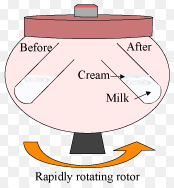 Before After
Cream
Milk
Rapidly rotating rotor